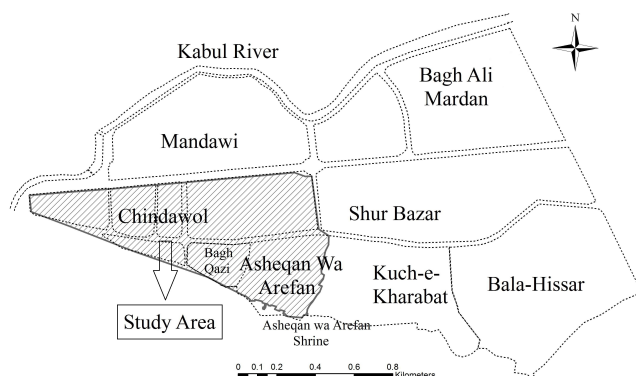 N
Kabul River
Bagh Ali
Mardan
Mandawi
Chindawol
Shur Bazar
Bagh
Qazi
Asheqan Wa
Arefan
Kuch-e-
Kharabat
Bala-Hissar
Study Area
Asheqan wa Arefan
Shrine
0 0.1 0.2 0.4 0.6 0.8
Kilometers